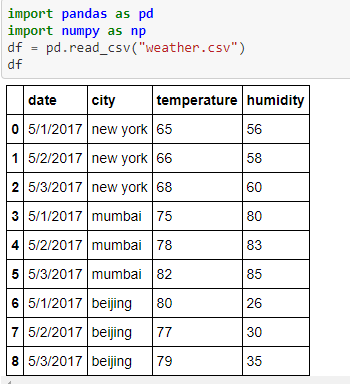 import pandas as pd
import numpy as np
df = pd.read_csv("weather.csv")
df
date city temperature humidity
0 5/1/2017 new york 65 56
1 5/2/2017 new york 66 58
2 5/3/2017 new york 68 60
3 5/1/2017 mumbai 75 80
4 5/2/2017 mumbai 78 83
5 5/3/2017 mumbai 82 85
6 5/1/2017 beijing 80 26
7 5/2/2017 beijing 77 30
8 5/3/2017 beijing 79 35